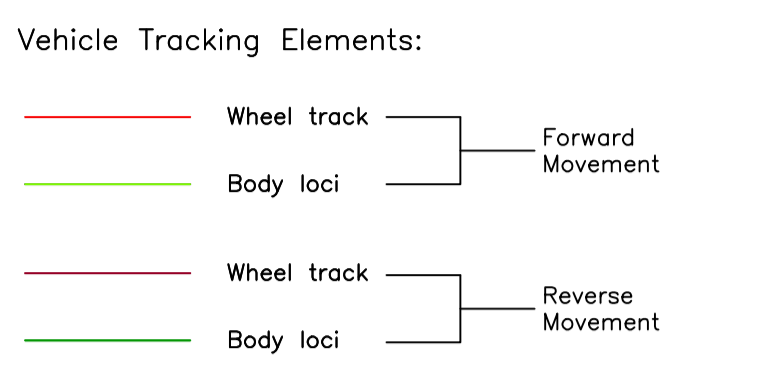 Vehicle Tracking Elements:
Wheel track
Forward
Movement
Body loci
Wheel track
Reverse
Movement
Body loci